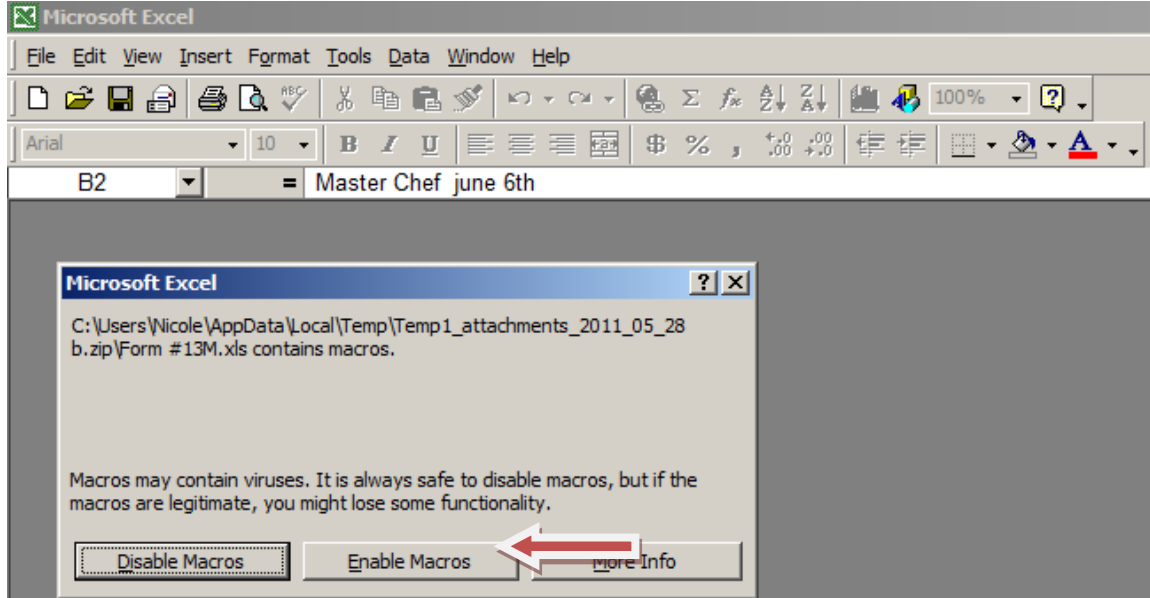 Microsoft Excel
File Edit View Insert Format Tools Data Window Help
ABC 100%
Arial 10 B I U $ % ,
B2 = Master Chef june 6th
Microsoft Excel
C:\Users\Nicole\AppData\Local\Temp\Temp1_attachments_2011_05_28
b.zip\Form #13M.xls contains macros.
Macros may contain viruses. It is always safe to disable macros, but if the
macros are legitimate, you might lose some functionality.
Disable Macros Enable Macros More Info